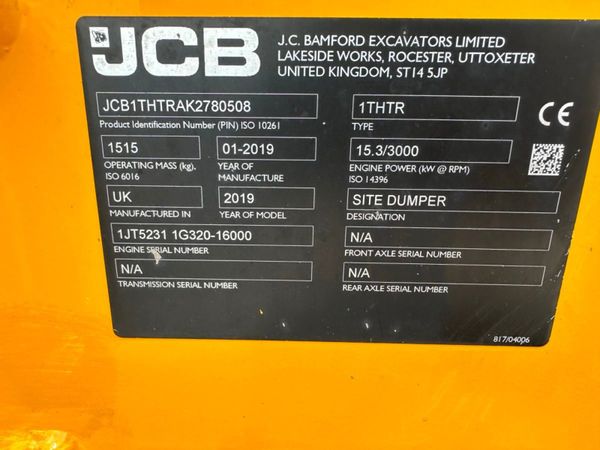 JCB
J.C. BAMFORD EXCAVATORS LIMITED
LAKESIDE WORKS, ROCESTER, UTTOXETER
UNITED KINGDOM, ST14 5JP
JCB1THTRAK2780508
Product Identification Number (PIN) ISO 10261
1THTR
TYPE
CE
1515
OPERATING MASS (kg).
ISO 6016
01-2019
YEAR OF
MANUFACTURE
15.3/3000
ENGINE POWER (kW @ RPM)
ISO 14396
UK
MANUFACTURED IN
2019
YEAR OF MODEL
SITE DUMPER
DESIGNATION
1JT5231 1G320-16000
ENGINE SERIAL NUMBER
N/A
FRONT AXLE SERIAL NUMBER
N/A
TRANSMISSION SERIAL NUMBER
N/A
REAR AXLE SERIAL NUMBER
817/04006